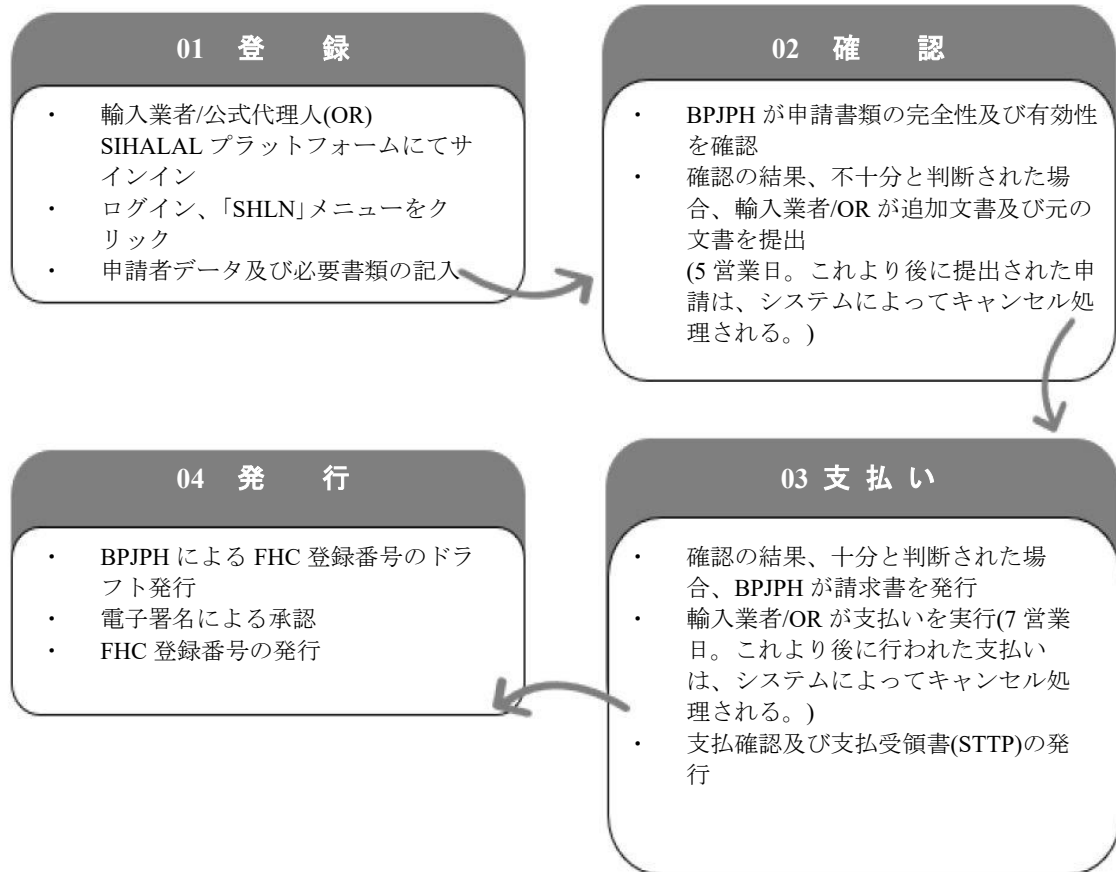 01 登 録
・ 輸入業者/公式代理人(OR)
SIHALAL プラットフォームにてサ
インイン
・ ログイン、「SHLN」メニューをク
リック
・ 申請者データ及び必要書類の記入
02 確 認
・ BPJPH が申請書類の完全性及び有効性
を確認
・ 確認の結果、不十分と判断された場
合、輸入業者/OR が追加文書及び元の
文書を提出
(5 営業日。これより後に提出された申
請は、システムによってキャンセル処
理される。)
03 支 払 い
・ 確認の結果、十分と判断された場
合、BPJPH が請求書を発行
・ 輸入業者/OR が支払いを実行(7 営業
日。これより後に行われた支払い
は、システムによってキャンセル処
理される。)
・ 支払確認及び支払受領書(STTP)の発
行
04 発 行
・ BPJPH による FHC 登録番号のドラ
フト発行
・ 電子署名による承認
・ FHC 登録番号の発行